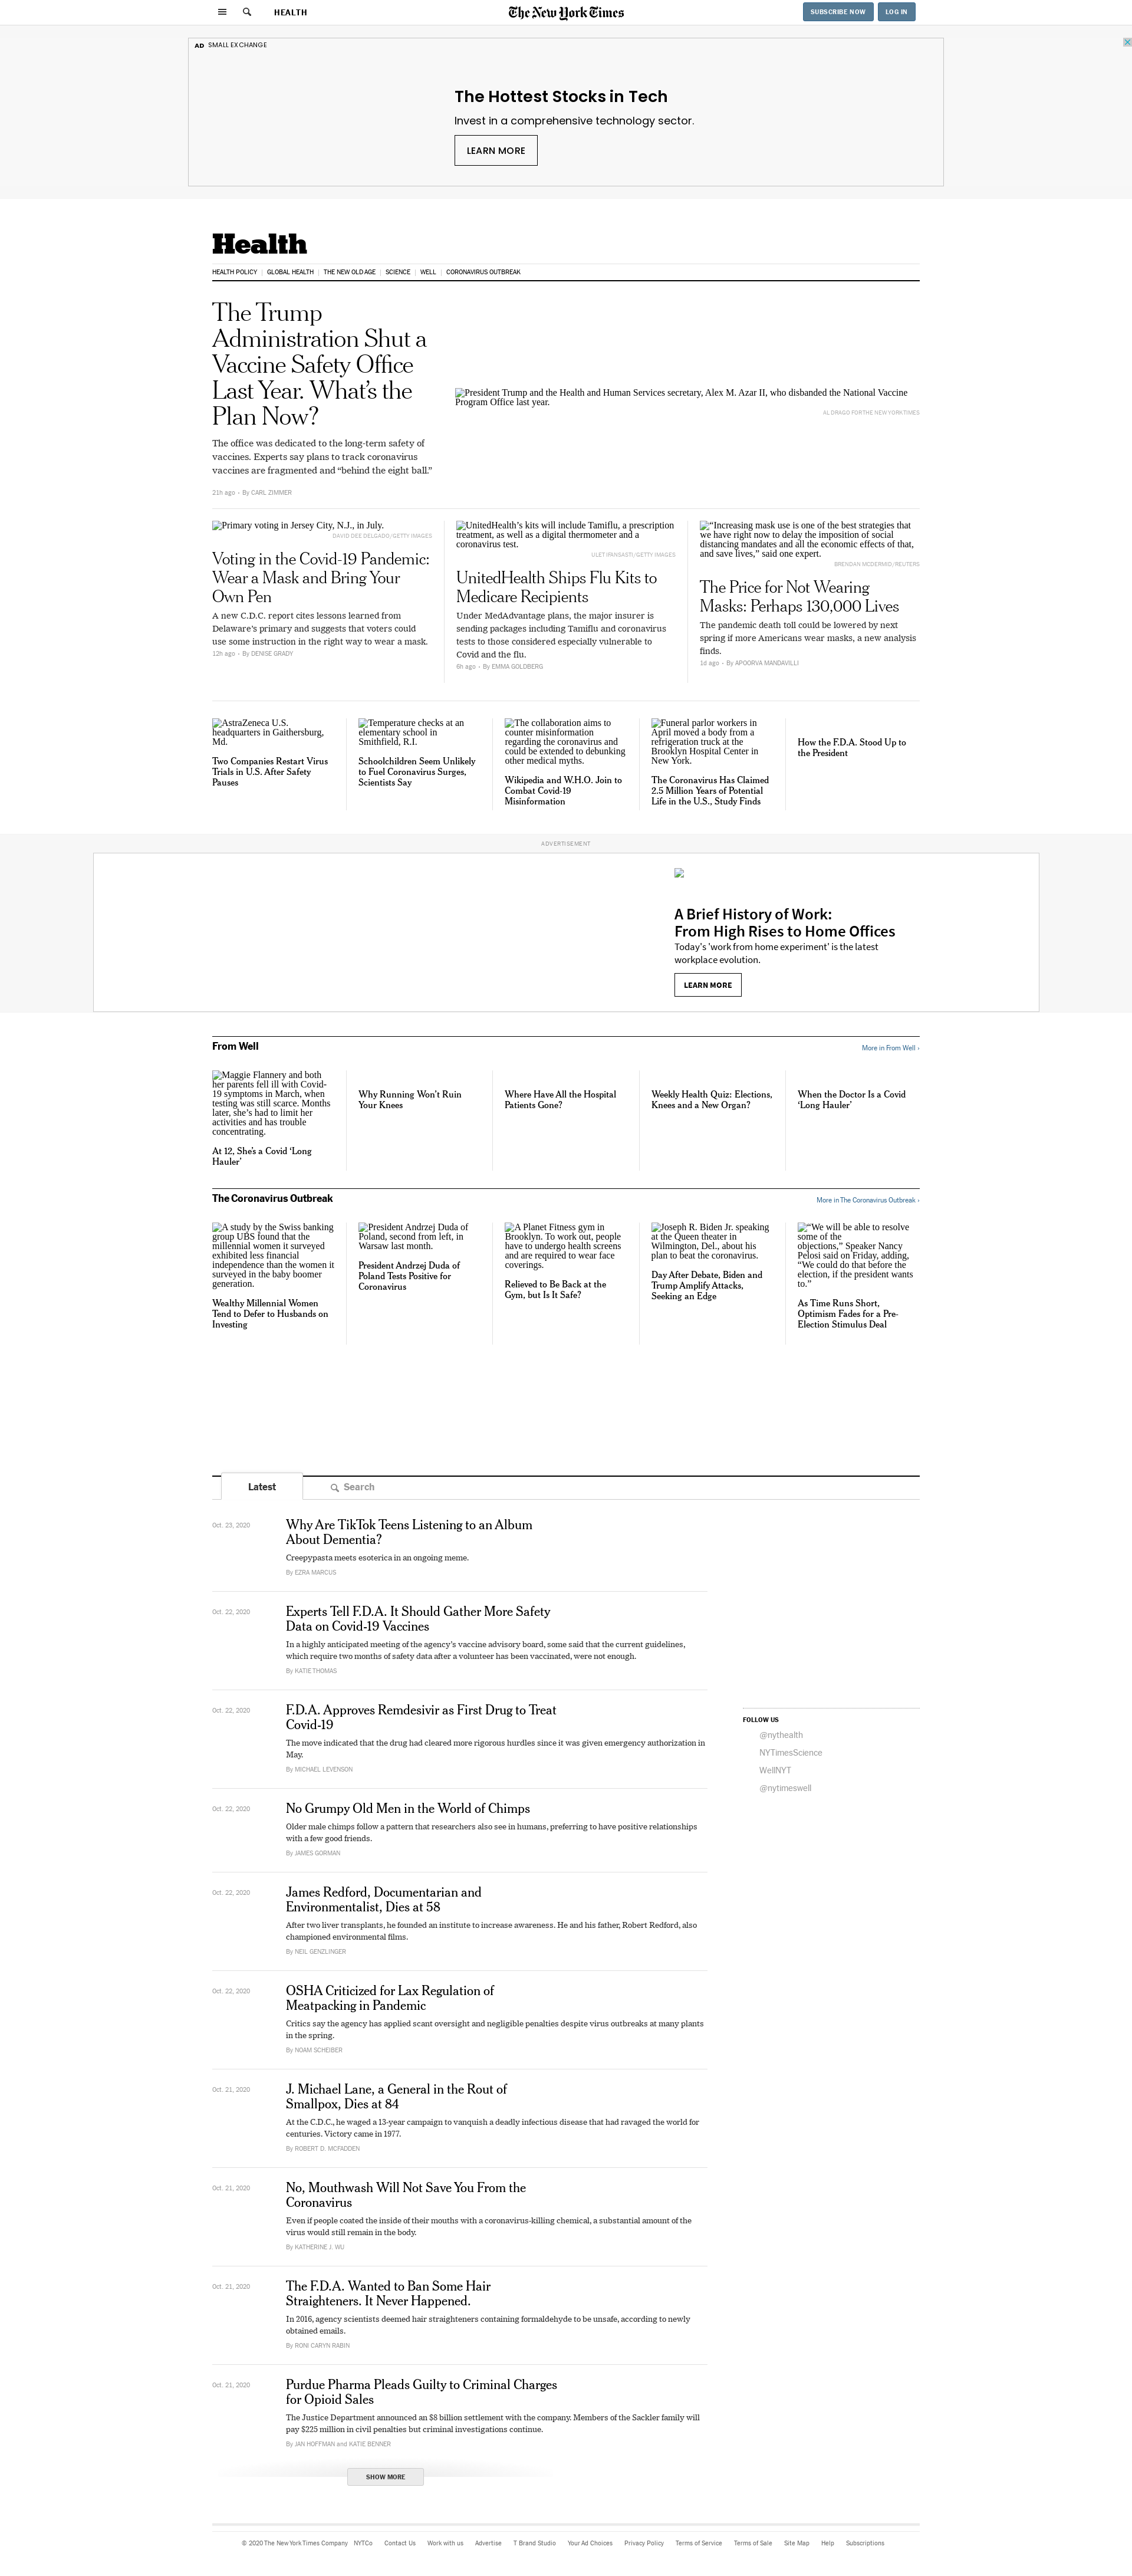 HEALTH
The New York Times
SUBSCRIBE NOW
LOG IN
AD SMALL EXCHANGE
The Hottest Stocks in Tech
Invest in a comprehensive technology sector.
LEARN MORE
Health
HEALTH POLICY | GLOBAL HEALTH | THE NEW OLD AGE | SCIENCE | WELL | CORONAVIRUS OUTBREAK
The Trump
Administration Shut a
Vaccine Safety Office
Last Year. What’s the
Plan Now?
The office was dedicated to the long-term safety of
vaccines. Experts say plans to track coronavirus
vaccines are fragmented and “behind the eight ball.”
21h ago • By CARL ZIMMER
President Trump and the Health and Human Services secretary, Alex M. Azar II, who disbanded the National Vaccine
Program Office last year.
AL DRAGO FOR THE NEW YORK TIMES
Primary voting in Jersey City, N.J., in July.
DAVID DEE DELGADO/GETTY IMAGES
Voting in the Covid-19 Pandemic:
Wear a Mask and Bring Your
Own Pen
A new C.D.C. report cites lessons learned from
Delaware’s primary and suggests that voters could
use some instruction in the right way to wear a mask.
12h ago • By DENISE GRADY
UnitedHealth’s kits will include Tamiflu, a prescription
treatment, as well as a digital thermometer and a
coronavirus test.
ULET IFANSASTI/GETTY IMAGES
UnitedHealth Ships Flu Kits to
Medicare Recipients
Under MedAdvantage plans, the major insurer is
sending packages including Tamiflu and coronavirus
tests to those considered especially vulnerable to
Covid and the flu.
6h ago • By EMMA GOLDBERG
“Increasing mask use is one of the best strategies that
we have right now to delay the imposition of social
distancing mandates and all the economic effects of that,
and save lives,” said one expert.
BRENDAN MCDERMID/REUTERS
The Price for Not Wearing
Masks: Perhaps 130,000 Lives
The pandemic death toll could be lowered by next
spring if more Americans wear masks, a new analysis
finds.
1d ago • By APOORVA MANDAVILLI
AstraZeneca U.S.
headquarters in Gaithersburg,
Md.
Two Companies Restart Virus
Trials in U.S. After Safety
Pauses
Temperature checks at an
elementary school in
Smithfield, R.I.
Schoolchildren Seem Unlikely
to Fuel Coronavirus Surges,
Scientists Say
The collaboration aims to
counter misinformation
regarding the coronavirus and
could be extended to debunking
other medical myths.
Wikipedia and W.H.O. Join to
Combat Covid-19
Misinformation
Funeral parlor workers in
April moved a body from a
refrigeration truck at the
Brooklyn Hospital Center in
New York.
The Coronavirus Has Claimed
2.5 Million Years of Potential
Life in the U.S., Study Finds
How the F.D.A. Stood Up to
the President
ADVERTISEMENT
A Brief History of Work:
From High Rises to Home Offices
Today's 'work from home experiment' is the latest
workplace evolution.
LEARN MORE
From Well
More in From Well ›
Maggie Flannery and both
her parents fell ill with Covid-
19 symptoms in March, when
testing was still scarce. Months
later, she’s had to limit her
activities and has trouble
concentrating.
At 12, She’s a Covid ‘Long
Hauler’
Why Running Won’t Ruin
Your Knees
Where Have All the Hospital
Patients Gone?
Weekly Health Quiz: Elections,
Knees and a New Organ?
When the Doctor Is a Covid
‘Long Hauler’
The Coronavirus Outbreak
More in The Coronavirus Outbreak ›
A study by the Swiss banking
group UBS found that the
millennial women it surveyed
exhibited less financial
independence than the women it
surveyed in the baby boomer
generation.
Wealthy Millennial Women
Tend to Defer to Husbands on
Investing
President Andrzej Duda of
Poland, second from left, in
Warsaw last month.
President Andrzej Duda of
Poland Tests Positive for
Coronavirus
A Planet Fitness gym in
Brooklyn. To work out, people
have to undergo health screens
and are required to wear face
coverings.
Relieved to Be Back at the
Gym, but Is It Safe?
Joseph R. Biden Jr. speaking
at the Queen theater in
Wilmington, Del., about his
plan to beat the coronavirus.
Day After Debate, Biden and
Trump Amplify Attacks,
Seeking an Edge
“We will be able to resolve
some of the
objections,” Speaker Nancy
Pelosi said on Friday, adding,
“We could do that before the
election, if the president wants
to.”
As Time Runs Short,
Optimism Fades for a Pre-
Election Stimulus Deal
Latest
Search
Oct. 23, 2020
Why Are TikTok Teens Listening to an Album
About Dementia?
Creepypasta meets esoterica in an ongoing meme.
By EZRA MARCUS
Oct. 22, 2020
Experts Tell F.D.A. It Should Gather More Safety
Data on Covid-19 Vaccines
In a highly anticipated meeting of the agency’s vaccine advisory board, some said that the current guidelines,
which require two months of safety data after a volunteer has been vaccinated, were not enough.
By KATIE THOMAS
Oct. 22, 2020
F.D.A. Approves Remdesivir as First Drug to Treat
Covid-19
The move indicated that the drug had cleared more rigorous hurdles since it was given emergency authorization in
May.
By MICHAEL LEVENSON
Oct. 22, 2020
No Grumpy Old Men in the World of Chimps
Older male chimps follow a pattern that researchers also see in humans, preferring to have positive relationships
with a few good friends.
By JAMES GORMAN
Oct. 22, 2020
James Redford, Documentarian and
Environmentalist, Dies at 58
After two liver transplants, he founded an institute to increase awareness. He and his father, Robert Redford, also
championed environmental films.
By NEIL GENZLINGER
Oct. 22, 2020
OSHA Criticized for Lax Regulation of
Meatpacking in Pandemic
Critics say the agency has applied scant oversight and negligible penalties despite virus outbreaks at many plants
in the spring.
By NOAM SCHEIBER
Oct. 21, 2020
J. Michael Lane, a General in the Rout of
Smallpox, Dies at 84
At the C.D.C., he waged a 13-year campaign to vanquish a deadly infectious disease that had ravaged the world for
centuries. Victory came in 1977.
By ROBERT D. MCFADDEN
Oct. 21, 2020
No, Mouthwash Will Not Save You From the
Coronavirus
Even if people coated the inside of their mouths with a coronavirus-killing chemical, a substantial amount of the
virus would still remain in the body.
By KATHERINE J. WU
Oct. 21, 2020
The F.D.A. Wanted to Ban Some Hair
Straighteners. It Never Happened.
In 2016, agency scientists deemed hair straighteners containing formaldehyde to be unsafe, according to newly
obtained emails.
By RONI CARYN RABIN
Oct. 21, 2020
Purdue Pharma Pleads Guilty to Criminal Charges
for Opioid Sales
The Justice Department announced an $8 billion settlement with the company. Members of the Sackler family will
pay $225 million in civil penalties but criminal investigations continue.
By JAN HOFFMAN and KATIE BENNER
SHOW MORE
FOLLOW US
@nythealth
NYTimesScience
WellNYT
@nytimeswell
© 2020 The New York Times Company NYTCo Contact Us Work with us Advertise T Brand Studio Your Ad Choices Privacy Policy Terms of Service Terms of Sale Site Map Help Subscriptions